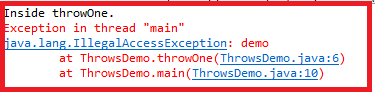 Inside throwOne.
Exception in thread "main"
java.lang.IllegalAccessException: demo
at ThrowsDemo.throwOne(ThrowsDemo.java:6)
at ThrowsDemo.main(ThrowsDemo.java:10)